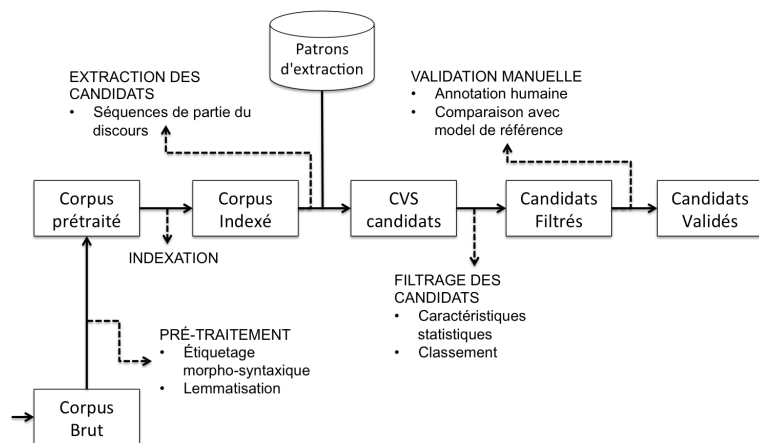 Patrons
d'extraction
EXTRACTION DES
CANDIDATS
• Séquences de partie du
discours
VALIDATION MANUELLE
• Annotation humaine
• Comparaison avec
model de référence
Corpus
prétraité
Corpus
Indexé
CVS
candidats
Candidats
Filtrés
Candidats
Validés
INDEXATION
FILTRAGE DES
CANDIDATS
• Caractéristiques
statistiques
• Classement
PRÉ-TRAITEMENT
• Étiquetage
morpho-syntaxique
• Lemmatisation
Corpus
Brut